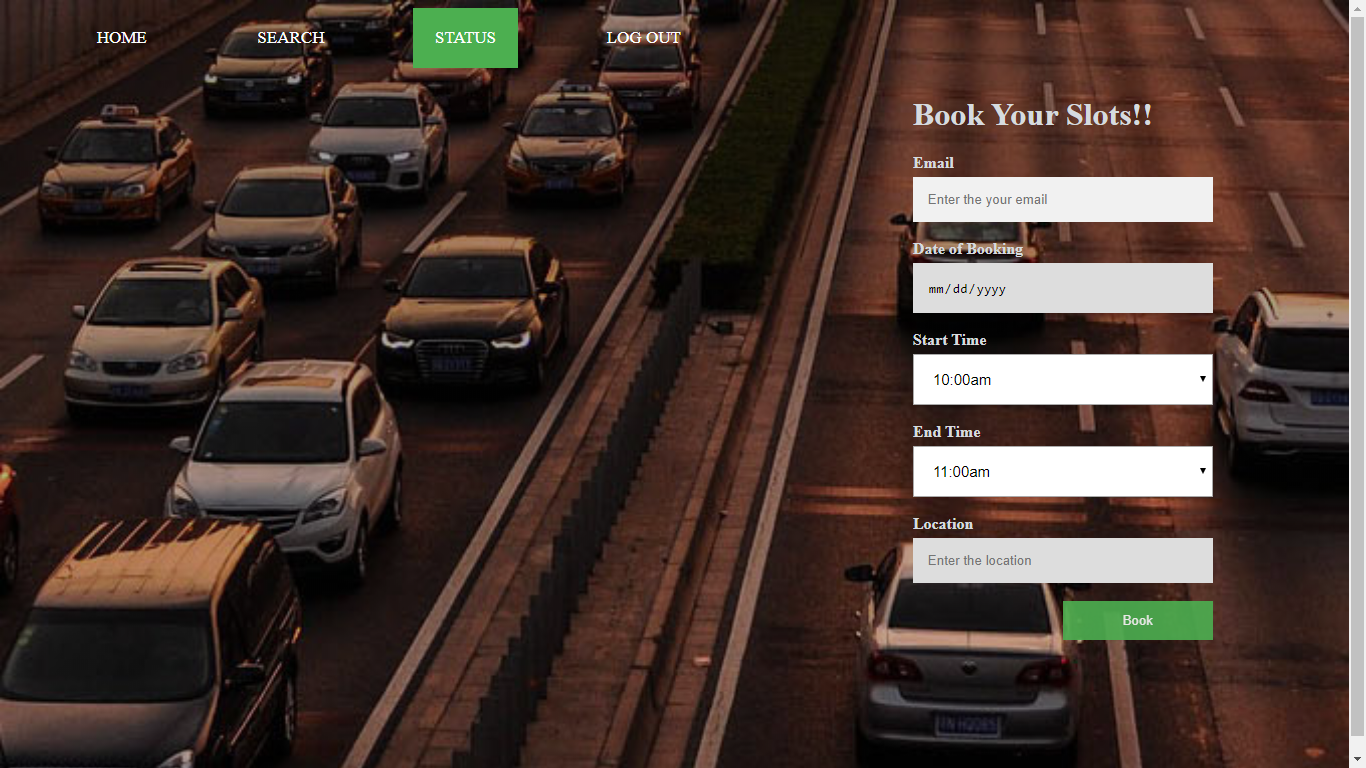 HOME SEARCH STATUS LOG OUT
Book Your Slots!!
Email
Enter the your email
Date of Booking
mm/dd/yyyy
Start Time
10:00am
End Time
11:00am
Location
Enter the location
Book